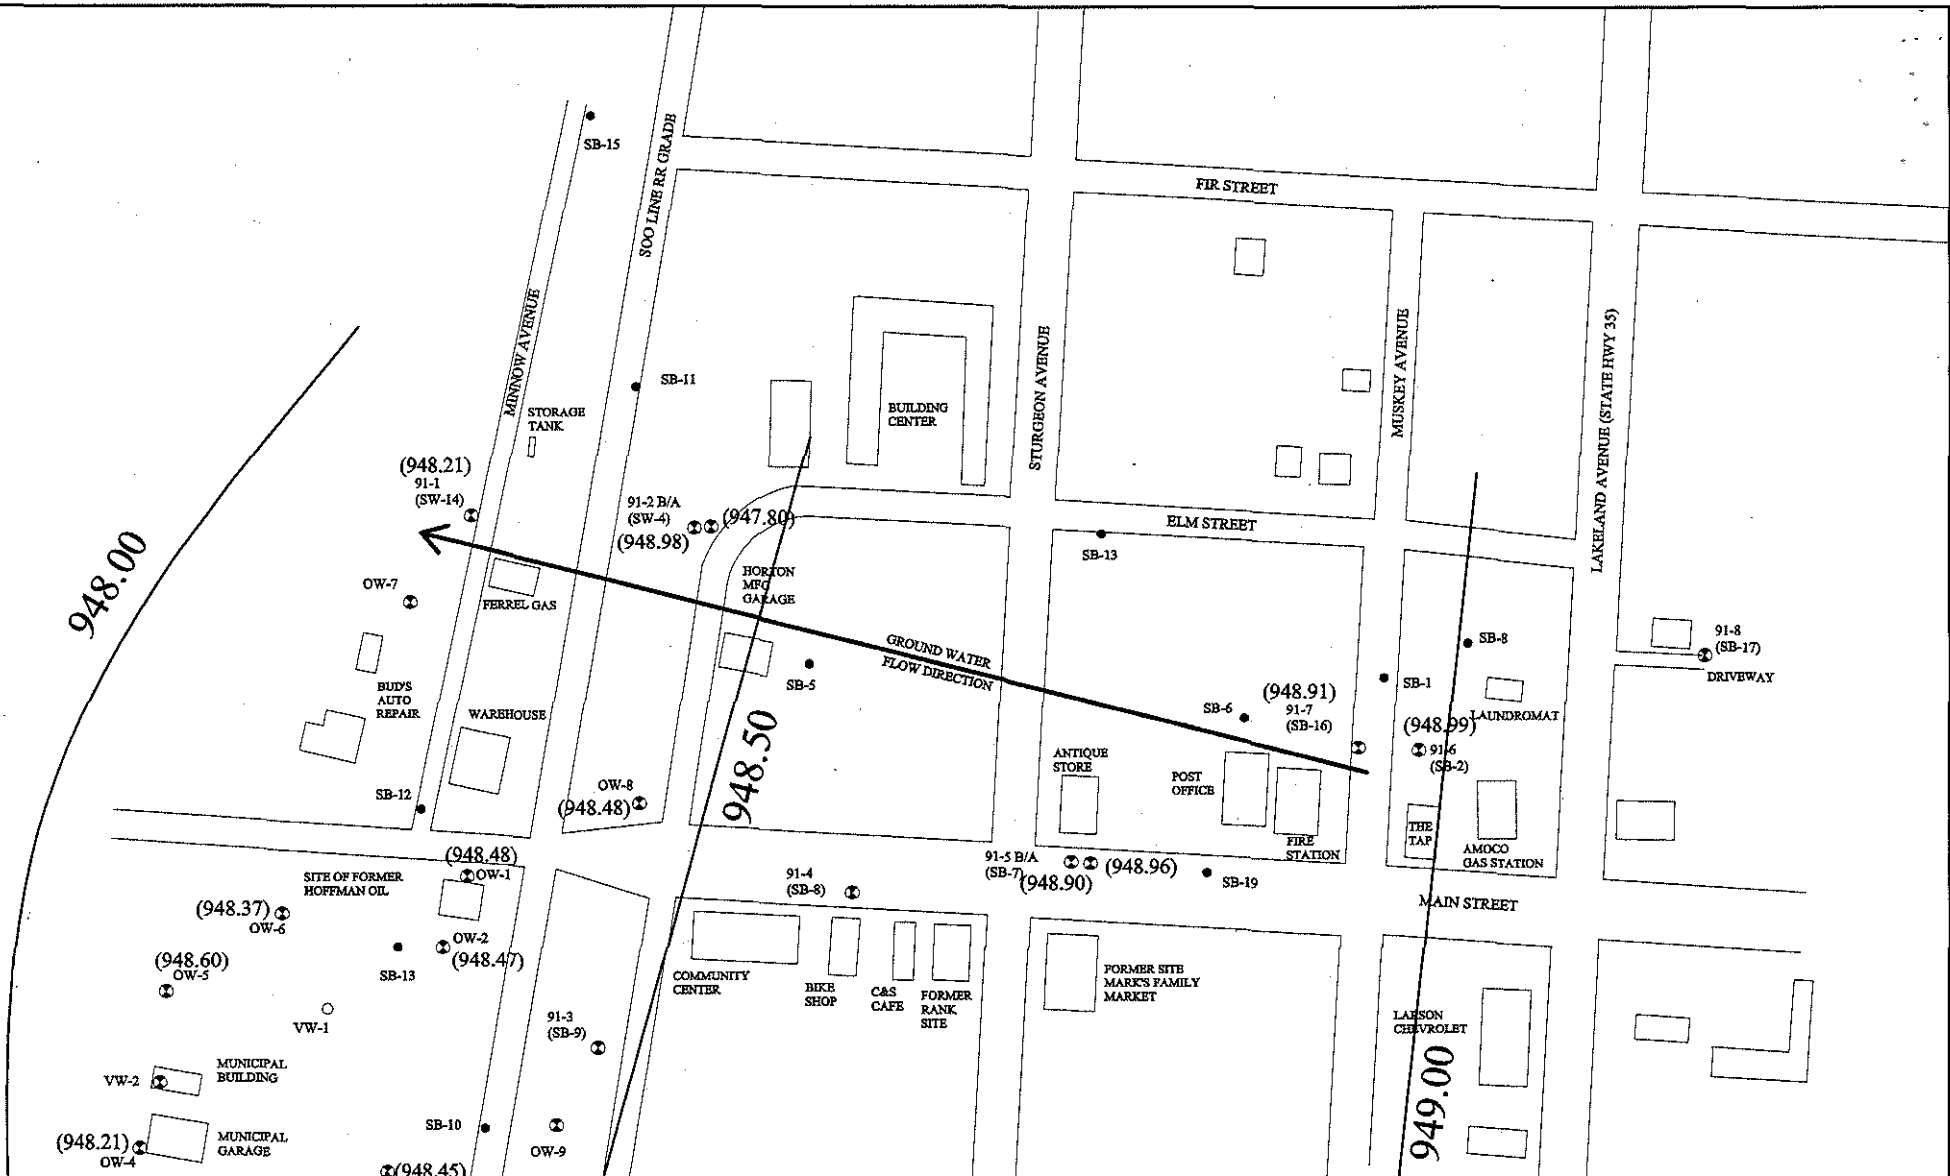 SB-15
SOO LINE RR GRADE
FIR STREET
MINNOW AVENUE
STURGEON AVENUE
MUSKEY AVENUE
LAKELAND AVENUE (STATE HWY 35)
SB-11
STORAGE
TANK
BUILDING
CENTER
(948.21)
91-1
(SW-14)
91-2 B/A
(SW-4)
(947.80)
(948.98)
ELM STREET
SB-13
948.00
OW-7
FERREL GAS
HORTON
MFG
GARAGE
GROUND WATER
FLOW DIRECTION
SB-8
91-8
(SB-17)
DRIVEWAY
SB-5
SB-1
BUD'S
AUTO
REPAIR
WAREHOUSE
SB-6
(948.91)
91-7
(SB-16)
LAUNDROMAT
(948.99)
91-6
(SB-2)
948.50
ANTIQUE
STORE
POST
OFFICE
SB-12
OW-8
(948.48)
FIRE
STATION
THE
TAP
AMOCO
GAS STATION
(948.48)
OW-1
SITE OF FORMER
HOFFMAN OIL
91-4
(SB-8)
91-5 B/A
(SB-7)
(948.90)
(948.96)
SB-19
MAIN STREET
(948.37)
OW-6
OW-2
(948.47)
SB-13
(948.60)
OW-5
VW-1
COMMUNITY
CENTER
BIKE
SHOP
C&S
CAFE
FORMER
RANK
SITE
FORMER SITE
MARK'S FAMILY
MARKET
LARSON
CHEVROLET
91-3
(SB-9)
VW-2
MUNICIPAL
BUILDING
949.00
SB-10
OW-9
(948.21)
OW-4
MUNICIPAL
GARAGE
(948.45)